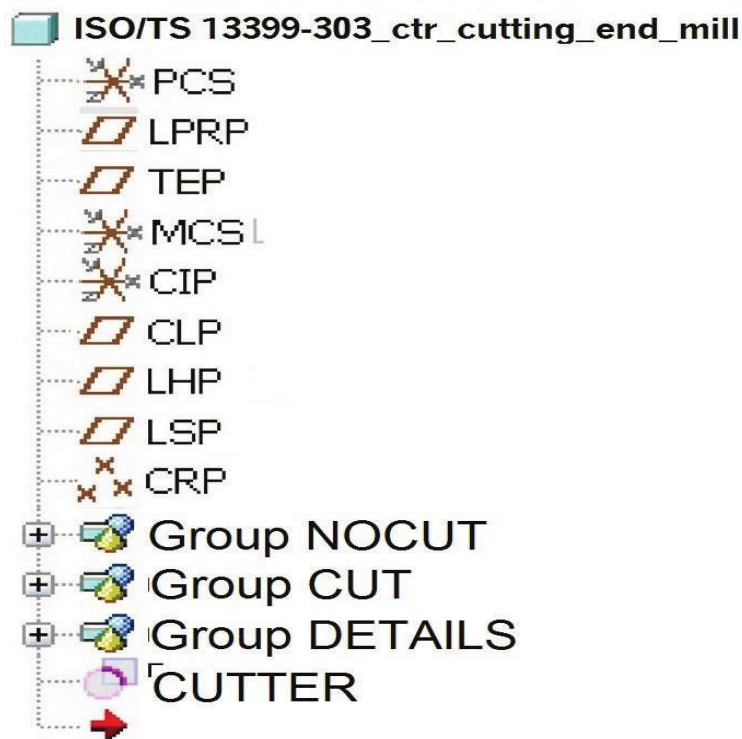 ISO/TS 13399-303_ctr_cutting_end_mill
PCS
LPRP
TEP
MCS
CIP
CLP
LHP
LSP
CRP
Group NOCUT
Group CUT
Group DETAILS
CUTTER